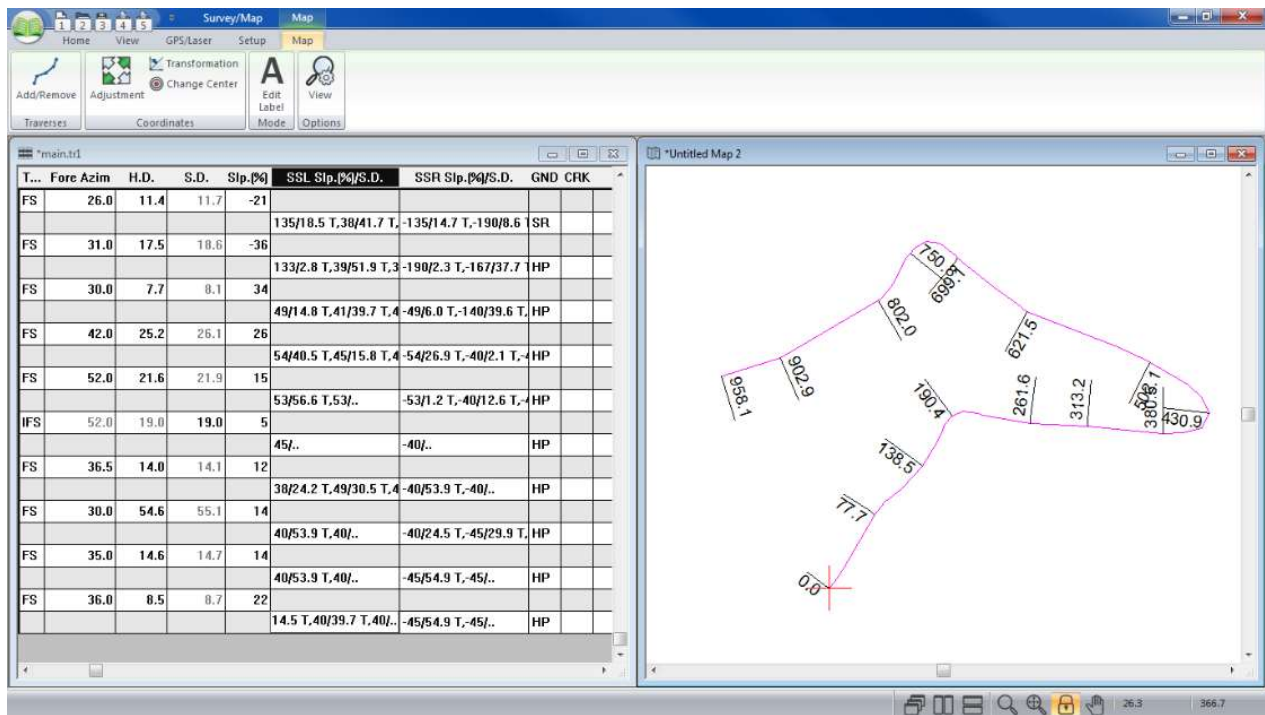 1 2 3 4 5 Survey/Map Map
Home View GPS/Laser Setup Map
Add/Remove
Adjustment
Transformation
Change Center
Edit Label
View
Traverses Coordinates Mode Options
*main.tr1
*Untitled Map 2
T... Fore Azim H.D. S.D. Slp.(%) SSL Slp.(%)/S.D. SSR Slp.(%)/S.D. GND CRK
FS 26.0 11.4 11.7 -21
135/18.5 T,38/41.7 T, -135/14.7 T,-190/8.6 T SR
FS 31.0 17.5 18.6 -36
133/2.8 T,39/51.9 T,3 -190/2.3 T,-167/37.7 T HP
FS 30.0 7.7 8.1 34
49/14.8 T,41/39.7 T,4 -49/6.0 T,-140/39.6 T, HP
FS 42.0 25.2 26.1 26
54/40.5 T,45/15.8 T,4 -54/26.9 T,-40/2.1 T,-4 HP
FS 52.0 21.6 21.9 15
53/56.6 T,53/.. -53/1.2 T,-40/12.6 T,-4 HP
IFS 52.0 19.0 19.0 5
45/.. -40/.. HP
FS 36.5 14.0 14.1 12
38/24.2 T,49/30.5 T,4 -40/53.9 T,-40/.. HP
FS 30.0 54.6 55.1 14
40/53.9 T,40/.. -40/24.5 T,-45/29.9 T, HP
FS 35.0 14.6 14.7 14
40/53.9 T,40/.. -45/54.9 T,-45/.. HP
FS 36.0 8.5 8.7 22
14.5 T,40/39.7 T,40/.. -45/54.9 T,-45/.. HP
750.8
699.1
802.0
621.5
902.9
958.1
190.4
261.6
313.2
380.5
430.9
138.5
77.7
0.0
26.3 366.7